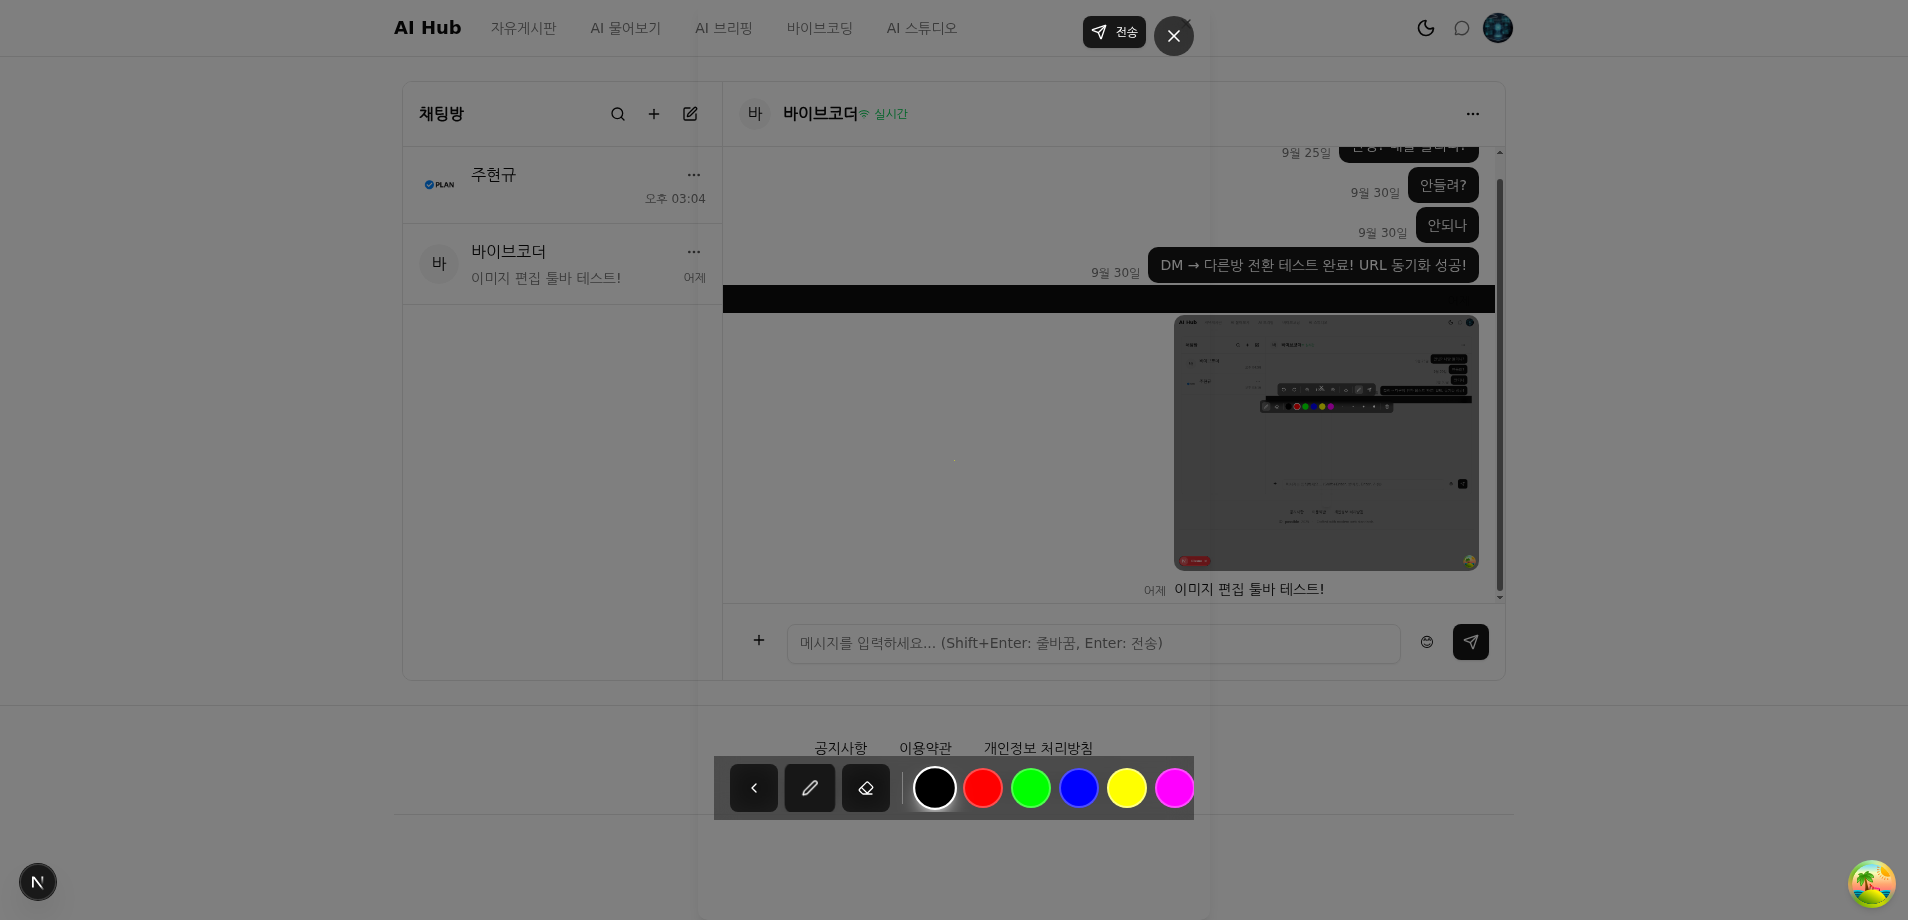 AI Hub 자유게시판 AI 물어보기 AI 브리핑 바이브코딩 AI 스튜디오 전송
채팅방
바 바이브코더 실시간
9월 25일
PLAN 주현규
오후 03:04
9월 30일 안들려?
9월 30일 안되나
바 바이브코더
이미지 편집 툴바 테스트! 어제
9월 30일 DM → 다른방 전환 테스트 완료! URL 동기화 성공!
AI Hub
어제 이미지 편집 툴바 테스트!
메시지를 입력하세요... (Shift+Enter: 줄바꿈, Enter: 전송)
공지사항 이용약관 개인정보 처리방침
N